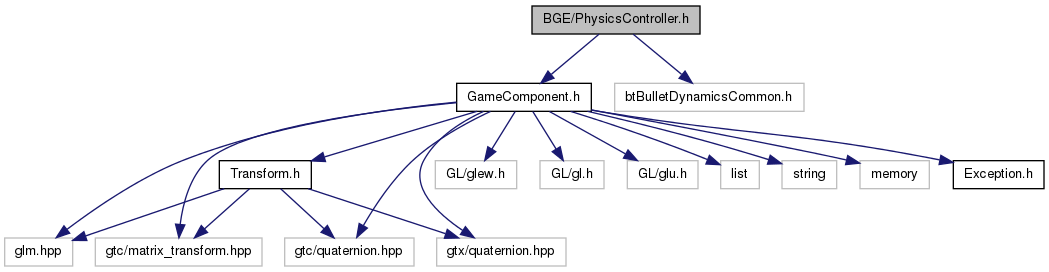 BGE/PhysicsController.h
GameComponent.h
btBulletDynamicsCommon.h
Transform.h
GL/glew.h
GL/gl.h
GL/glu.h
list
string
memory
Exception.h
glm.hpp
gtc/matrix_transform.hpp
gtc/quaternion.hpp
gtx/quaternion.hpp